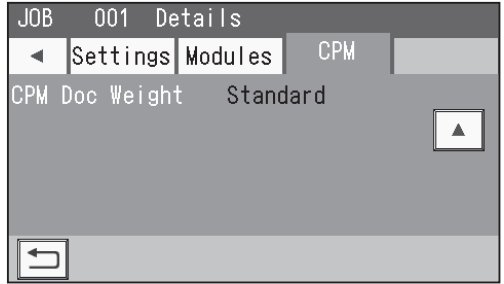 JOB 001 Details
◄ Settings Modules CPM
CPM Doc Weight Standard
▲